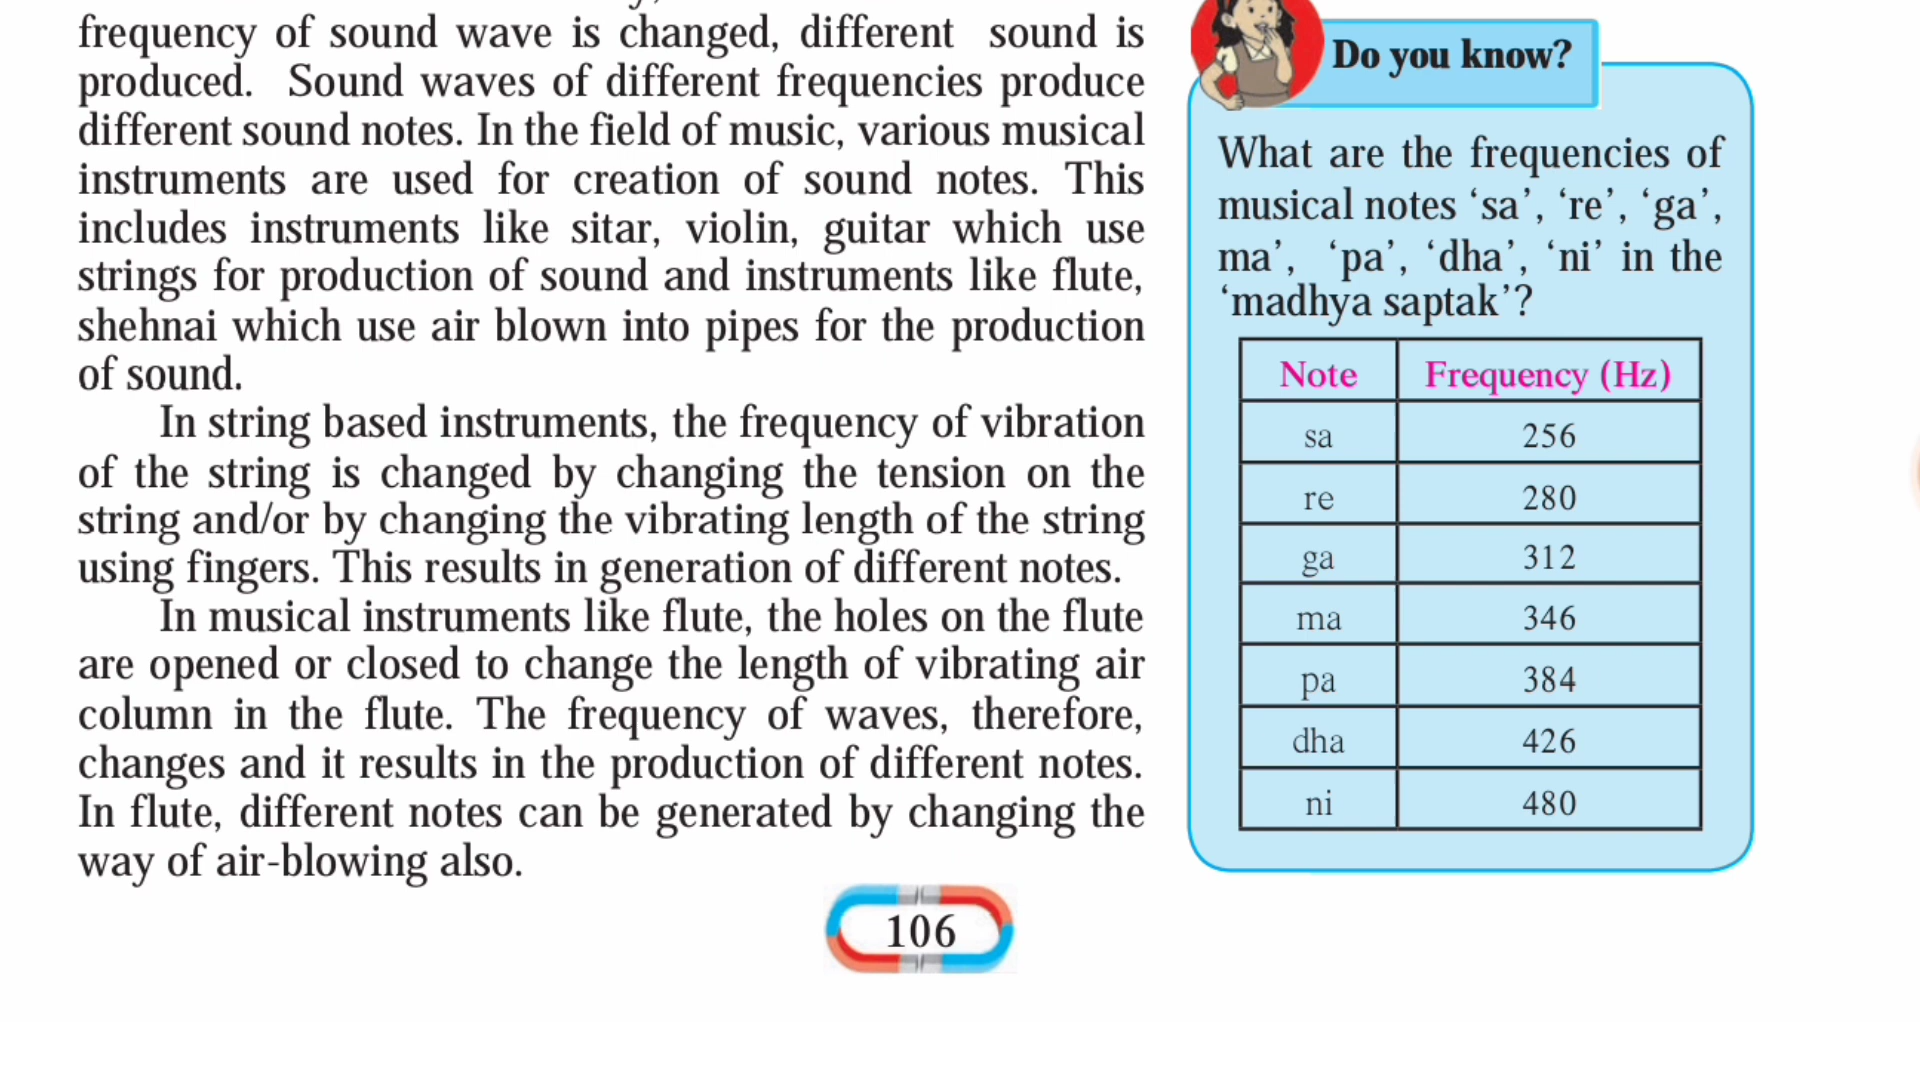 frequency of sound wave is changed, different sound is
produced. Sound waves of different frequencies produce
different sound notes. In the field of music, various musical
instruments are used for creation of sound notes. This
includes instruments like sitar, violin, guitar which use
strings for production of sound and instruments like flute,
shehnai which use air blown into pipes for the production
of sound.
In string based instruments, the frequency of vibration
of the string is changed by changing the tension on the
string and/or by changing the vibrating length of the string
using fingers. This results in generation of different notes.
In musical instruments like flute, the holes on the flute
are opened or closed to change the length of vibrating air
column in the flute. The frequency of waves, therefore,
changes and it results in the production of different notes.
In flute, different notes can be generated by changing the
way of air-blowing also.
Do you know?
What are the frequencies of
musical notes ‘sa’, ‘re’, ‘ga’,
ma’, ‘pa’, ‘dha’, ‘ni’ in the
‘madhya saptak’?
Note Frequency (Hz)
sa 256
re 280
ga 312
ma 346
pa 384
dha 426
ni 480
106